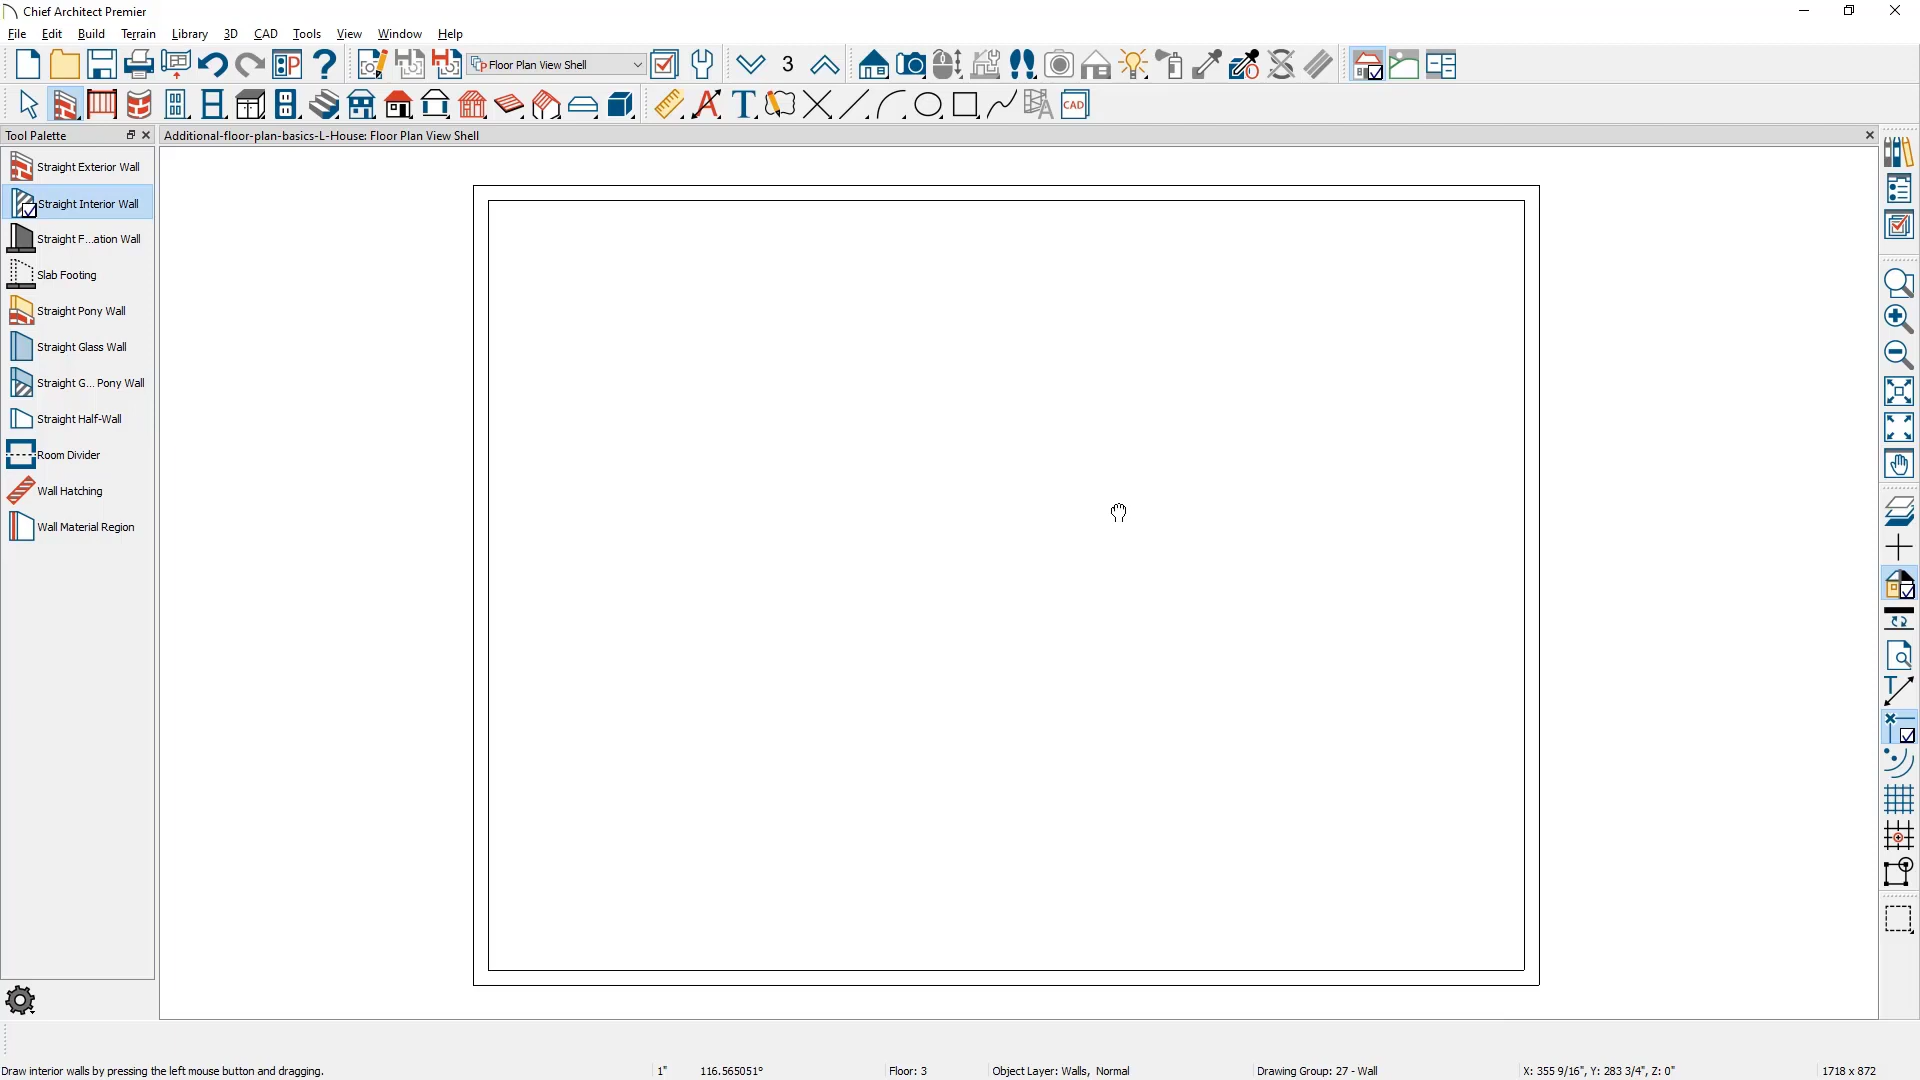 Chief Architect Premier
File Edit Build Terrain Library 3D CAD Tools View Window Help
Floor Plan View Shell 3
CAD
Tool Palette
Additional-floor-plan-basics-L-House: Floor Plan View Shell
Straight Exterior Wall
Straight Interior Wall
Straight F...ation Wall
Slab Footing
Straight Pony Wall
Straight Glass Wall
Straight G... Pony Wall
Straight Half-Wall
Room Divider
Wall Hatching
Wall Material Region
Draw interior walls by pressing the left mouse button and dragging. 1" 116.565051° Floor: 3 Object Layer: Walls, Normal Drawing Group: 27 - Wall X: 355 9/16", Y: 283 3/4", Z: 0" 1718 x 872